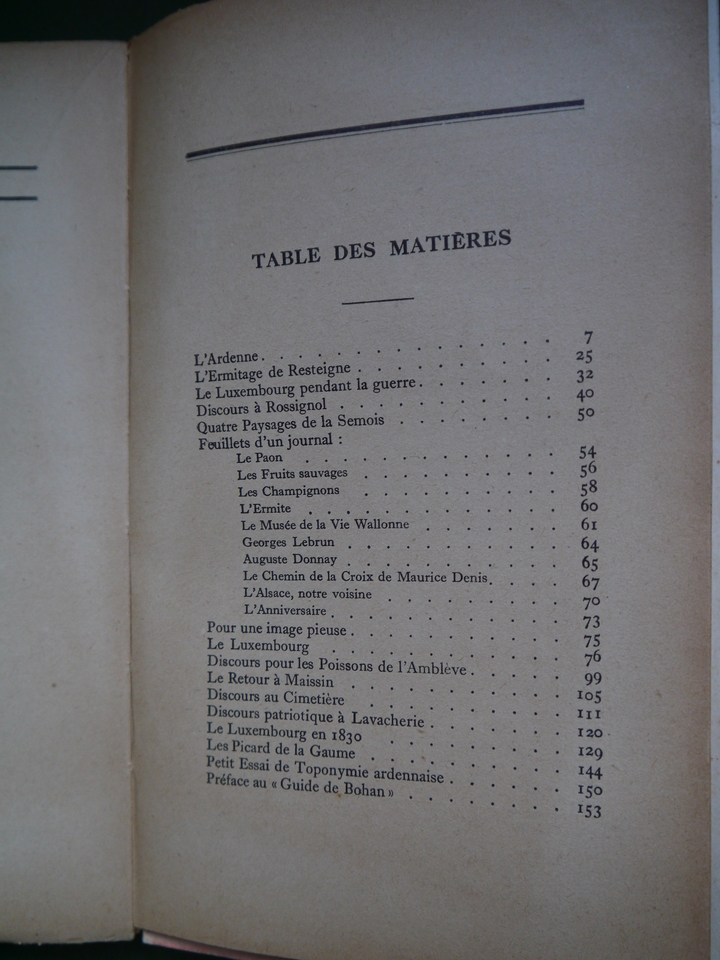 TABLE DES MATIÈRES
L'Ardenne . . . . . . . . . . . . 7
L'Ermitage de Resteigne . . . . . . . . . 25
Le Luxembourg pendant la guerre . . . . . . . 32
Discours à Rossignol . . . . . . . . . . 40
Quatre Paysages de la Semois . . . . . . . 50
Feuillets d'un journal :
Le Paon . . . . . . . . . . . 54
Les Fruits sauvages . . . . . . . . . 56
Les Champignons . . . . . . . . . 58
L'Ermite . . . . . . . . . . . 60
Le Musée de la Vie Wallonne . . . . . . 61
Georges Lebrun . . . . . . . . . 64
Auguste Donnay . . . . . . . . . 65
Le Chemin de la Croix de Maurice Denis . . . . 67
L'Alsace, notre voisine . . . . . . . . 70
L'Anniversaire . . . . . . . . . . 73
Pour une image pieuse . . . . . . . . . 75
Le Luxembourg . . . . . . . . . . 76
Discours pour les Poissons de l'Amblève . . . . . 99
Le Retour à Maissin . . . . . . . . . 105
Discours au Cimetière . . . . . . . . . 111
Discours patriotique à Lavacherie . . . . . . 120
Le Luxembourg en 1830 . . . . . . . . 129
Les Picard de la Gaume . . . . . . . . 144
Petit Essai de Toponymie ardennaise . . . . . 150
Préface au « Guide de Bohan » . . . . . . . 153